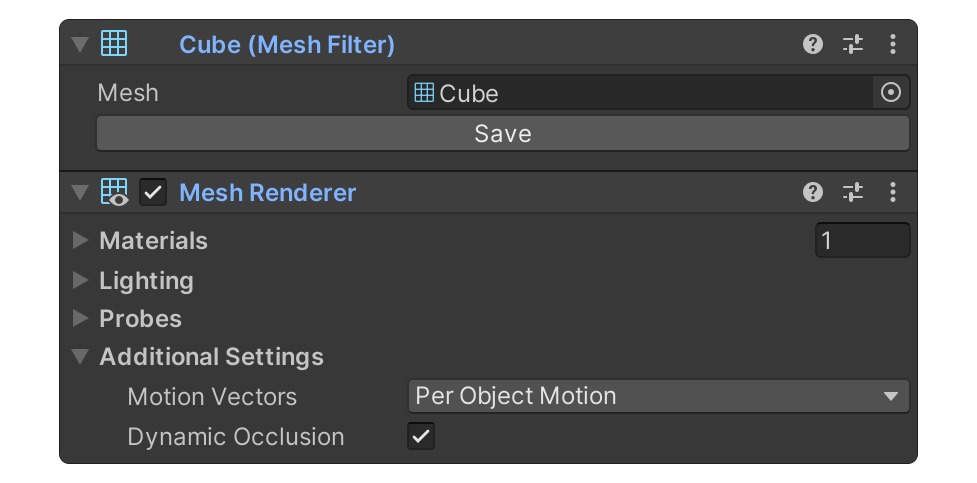 Cube (Mesh Filter)
Mesh Cube
Save
Mesh Renderer
Materials 1
Lighting
Probes
Additional Settings
Motion Vectors Per Object Motion
Dynamic Occlusion